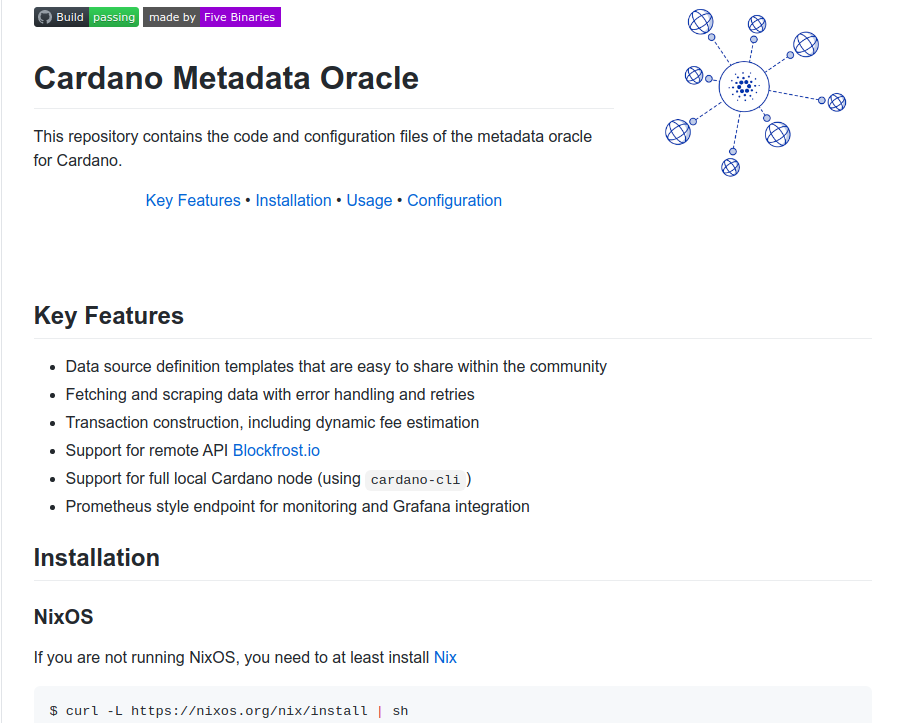 Build passing made by Five Binaries
Cardano Metadata Oracle
This repository contains the code and configuration files of the metadata oracle
for Cardano.
Key Features • Installation • Usage • Configuration
Key Features
• Data source definition templates that are easy to share within the community
• Fetching and scraping data with error handling and retries
• Transaction construction, including dynamic fee estimation
• Support for remote API Blockfrost.io
• Support for full local Cardano node (using cardano-cli )
• Prometheus style endpoint for monitoring and Grafana integration
Installation
NixOS
If you are not running NixOS, you need to at least install Nix
$ curl -L https://nixos.org/nix/install | sh